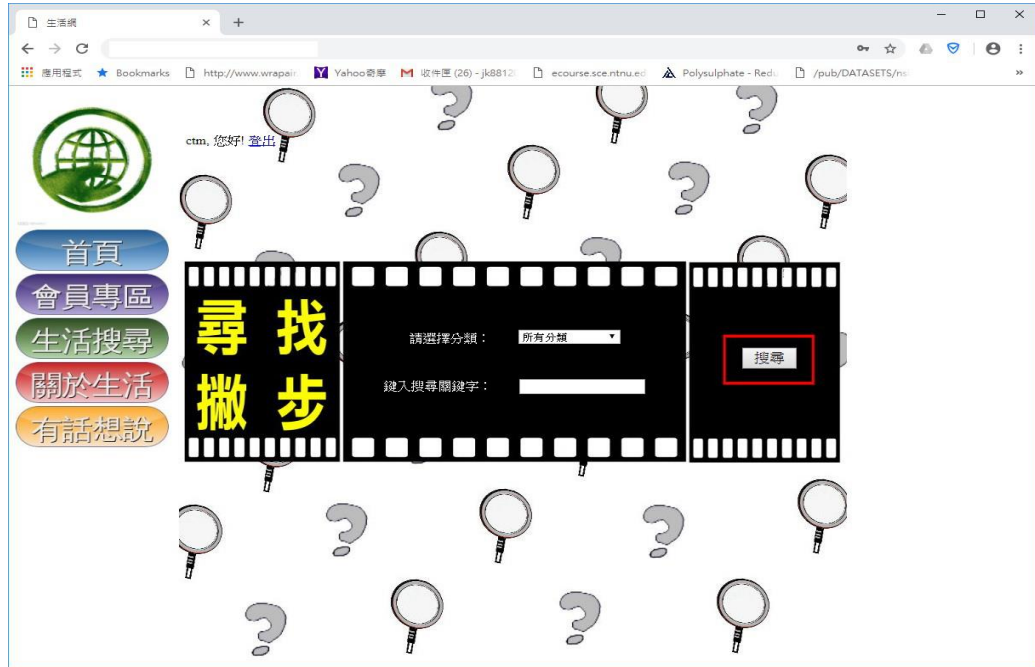 生活網
應用程式 Bookmarks http://www.wrapair Yahoo奇摩 收件匣 (26) - jk8812 ecourse.sce.ntnu.ed Polysulphate - Redu /pub/DATASETS/ns
ctm, 您好! 登出
首頁
會員專區
生活搜尋
關於生活
有話想說
尋找
撇步
請選擇分類： 所有分類
鍵入搜尋關鍵字：
搜尋